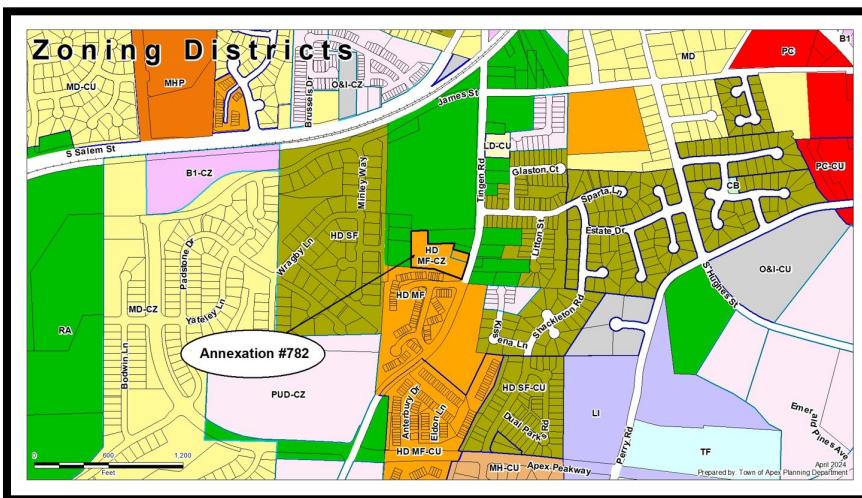 Zoning Districts
PC
B1
MD
MD-CU
MHP
O&I-CZ
Brussels Dr
James St
S Salem St
LD-CU
PC-CU
B1-CZ
Minley Way
Tingen Rd
Glaston Ct
Sparta Ln
CB
HD SF
Wragby Ln
Padstone Dr
Litton St
Estate Dr
HD
MF-CZ
O&I-CU
S Hughes St
HD MF
RA
MD-CZ
Yateley Ln
Shackleton Rd
Kiss
ena Ln
Annexation #782
Bodwin Ln
PUD-CZ
Anterbury Dr
Eldon Ln
HD SF-CU
Dual Parks
Rd
LI
Perry Rd
Emer
and
Pines Ave
HD MF-CU
MH-CU
Apex Peakway
TF
0 600 1,200
Feet
April 2024
Prepared by: Town of Apex Planning Department